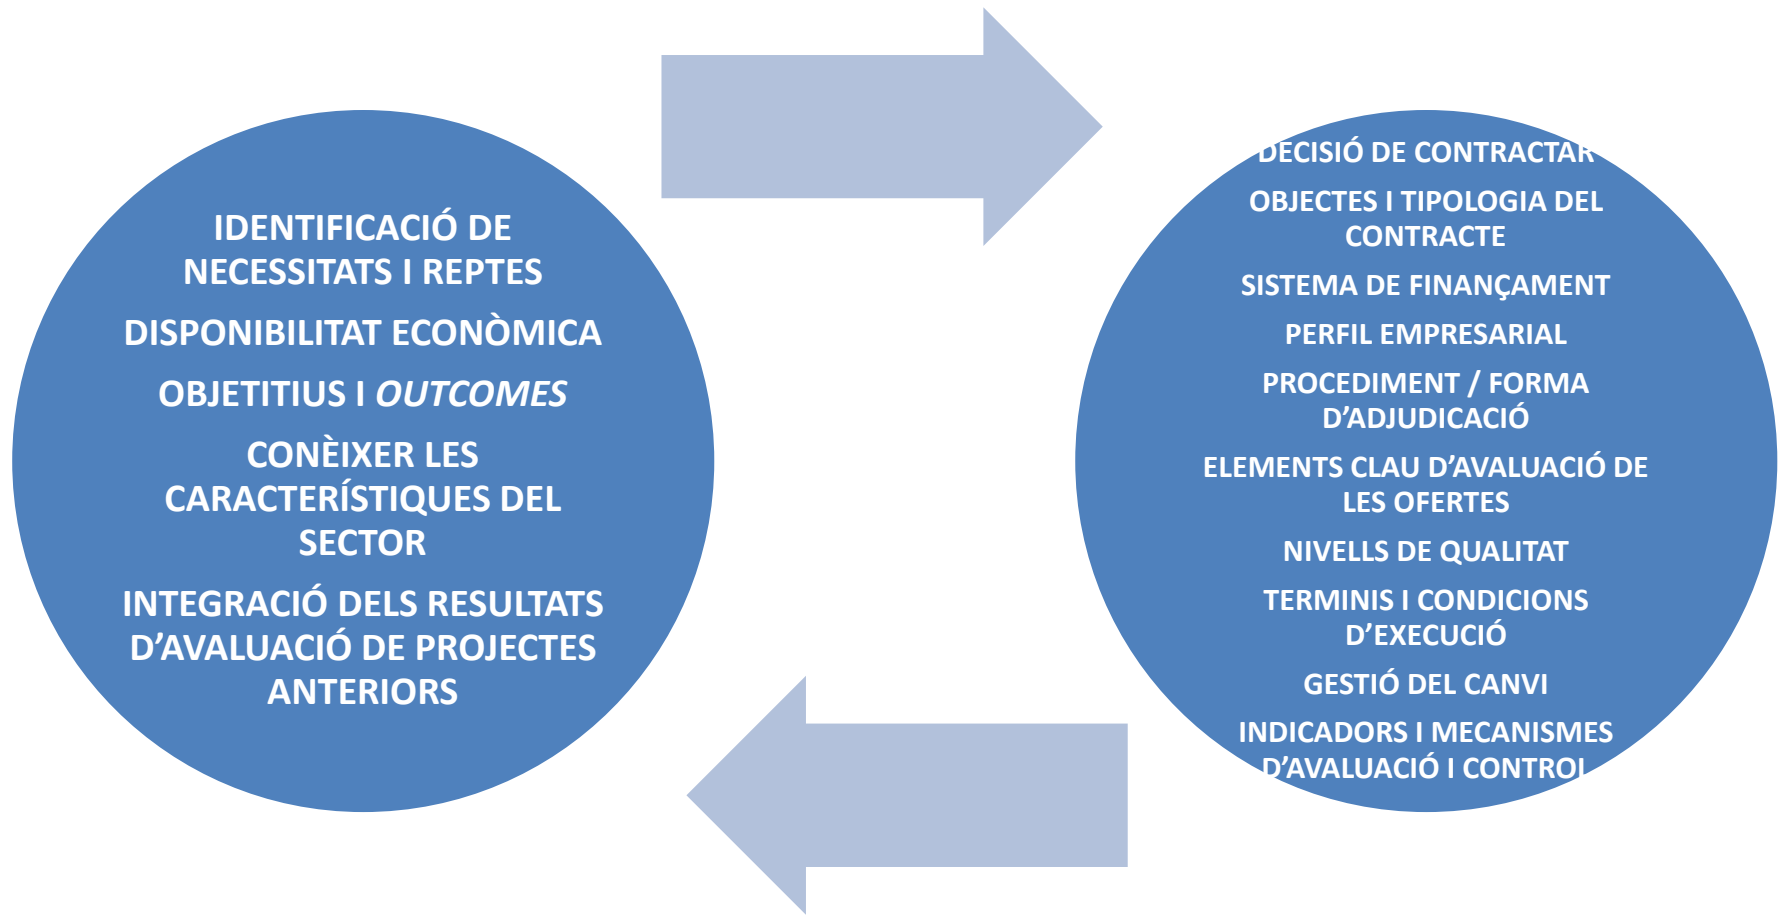 IDENTIFICACIÓ DE
NECESSITATS I REPTES
DISPONIBILITAT ECONÒMICA
OBJETITIUS I OUTCOMES
CONÈIXER LES
CARACTERÍSTIQUES DEL
SECTOR
INTEGRACIÓ DELS RESULTATS
D’AVALUACIÓ DE PROJECTES
ANTERIORS
DECISIÓ DE CONTRACTAR
OBJECTES I TIPOLOGIA DEL
CONTRACTE
SISTEMA DE FINANÇAMENT
PERFIL EMPRESARIAL
PROCEDIMENT / FORMA
D’ADJUDICACIÓ
ELEMENTS CLAU D’AVALUACIÓ DE
LES OFERTES
NIVELLS DE QUALITAT
TERMINIS I CONDICIONS
D’EXECUCIÓ
GESTIÓ DEL CANVI
INDICADORS I MECANISMES
D’AVALUACIÓ I CONTROL